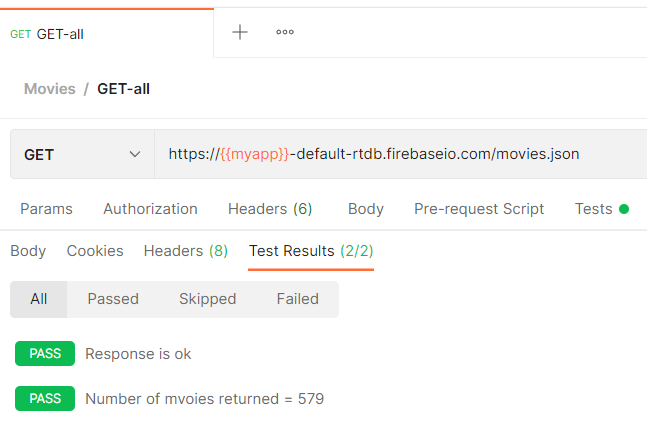 GET GET-all
Movies / GET-all
GET https://{{myapp}}-default-rtdb.firebaseio.com/movies.json
Params Authorization Headers (6) Body Pre-request Script Tests
Body Cookies Headers (8) Test Results (2/2)
All Passed Skipped Failed
PASS Response is ok
PASS Number of mvoies returned = 579